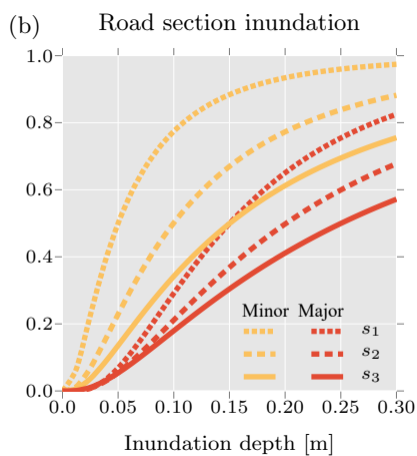 (b) Road section inundation
1.0
0.8
0.6
0.4
0.2
0.0
Minor Major
s1
s2
s3
0.0 0.05 0.10 0.15 0.20 0.25 0.30
Inundation depth [m]